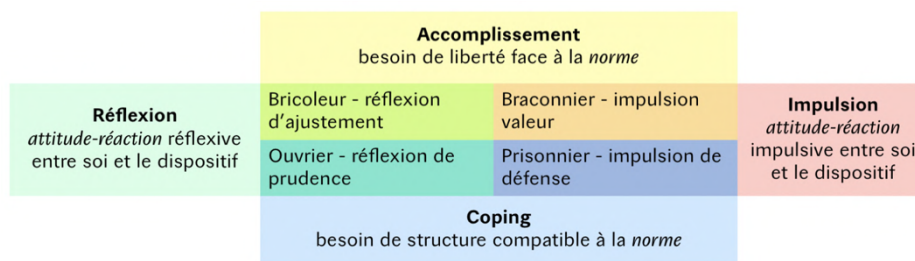 Accomplissement
besoin de liberté face à la norme
Réflexion
attitude-réaction réflexive
entre soi et le dispositif
Bricoleur - réflexion
d'ajustement
Braconnier - impulsion
valeur
Ouvrier - réflexion de
prudence
Prisonnier - impulsion de
défense
Impulsion
attitude-réaction
impulsive entre soi
et le dispositif
Coping
besoin de structure compatible à la norme